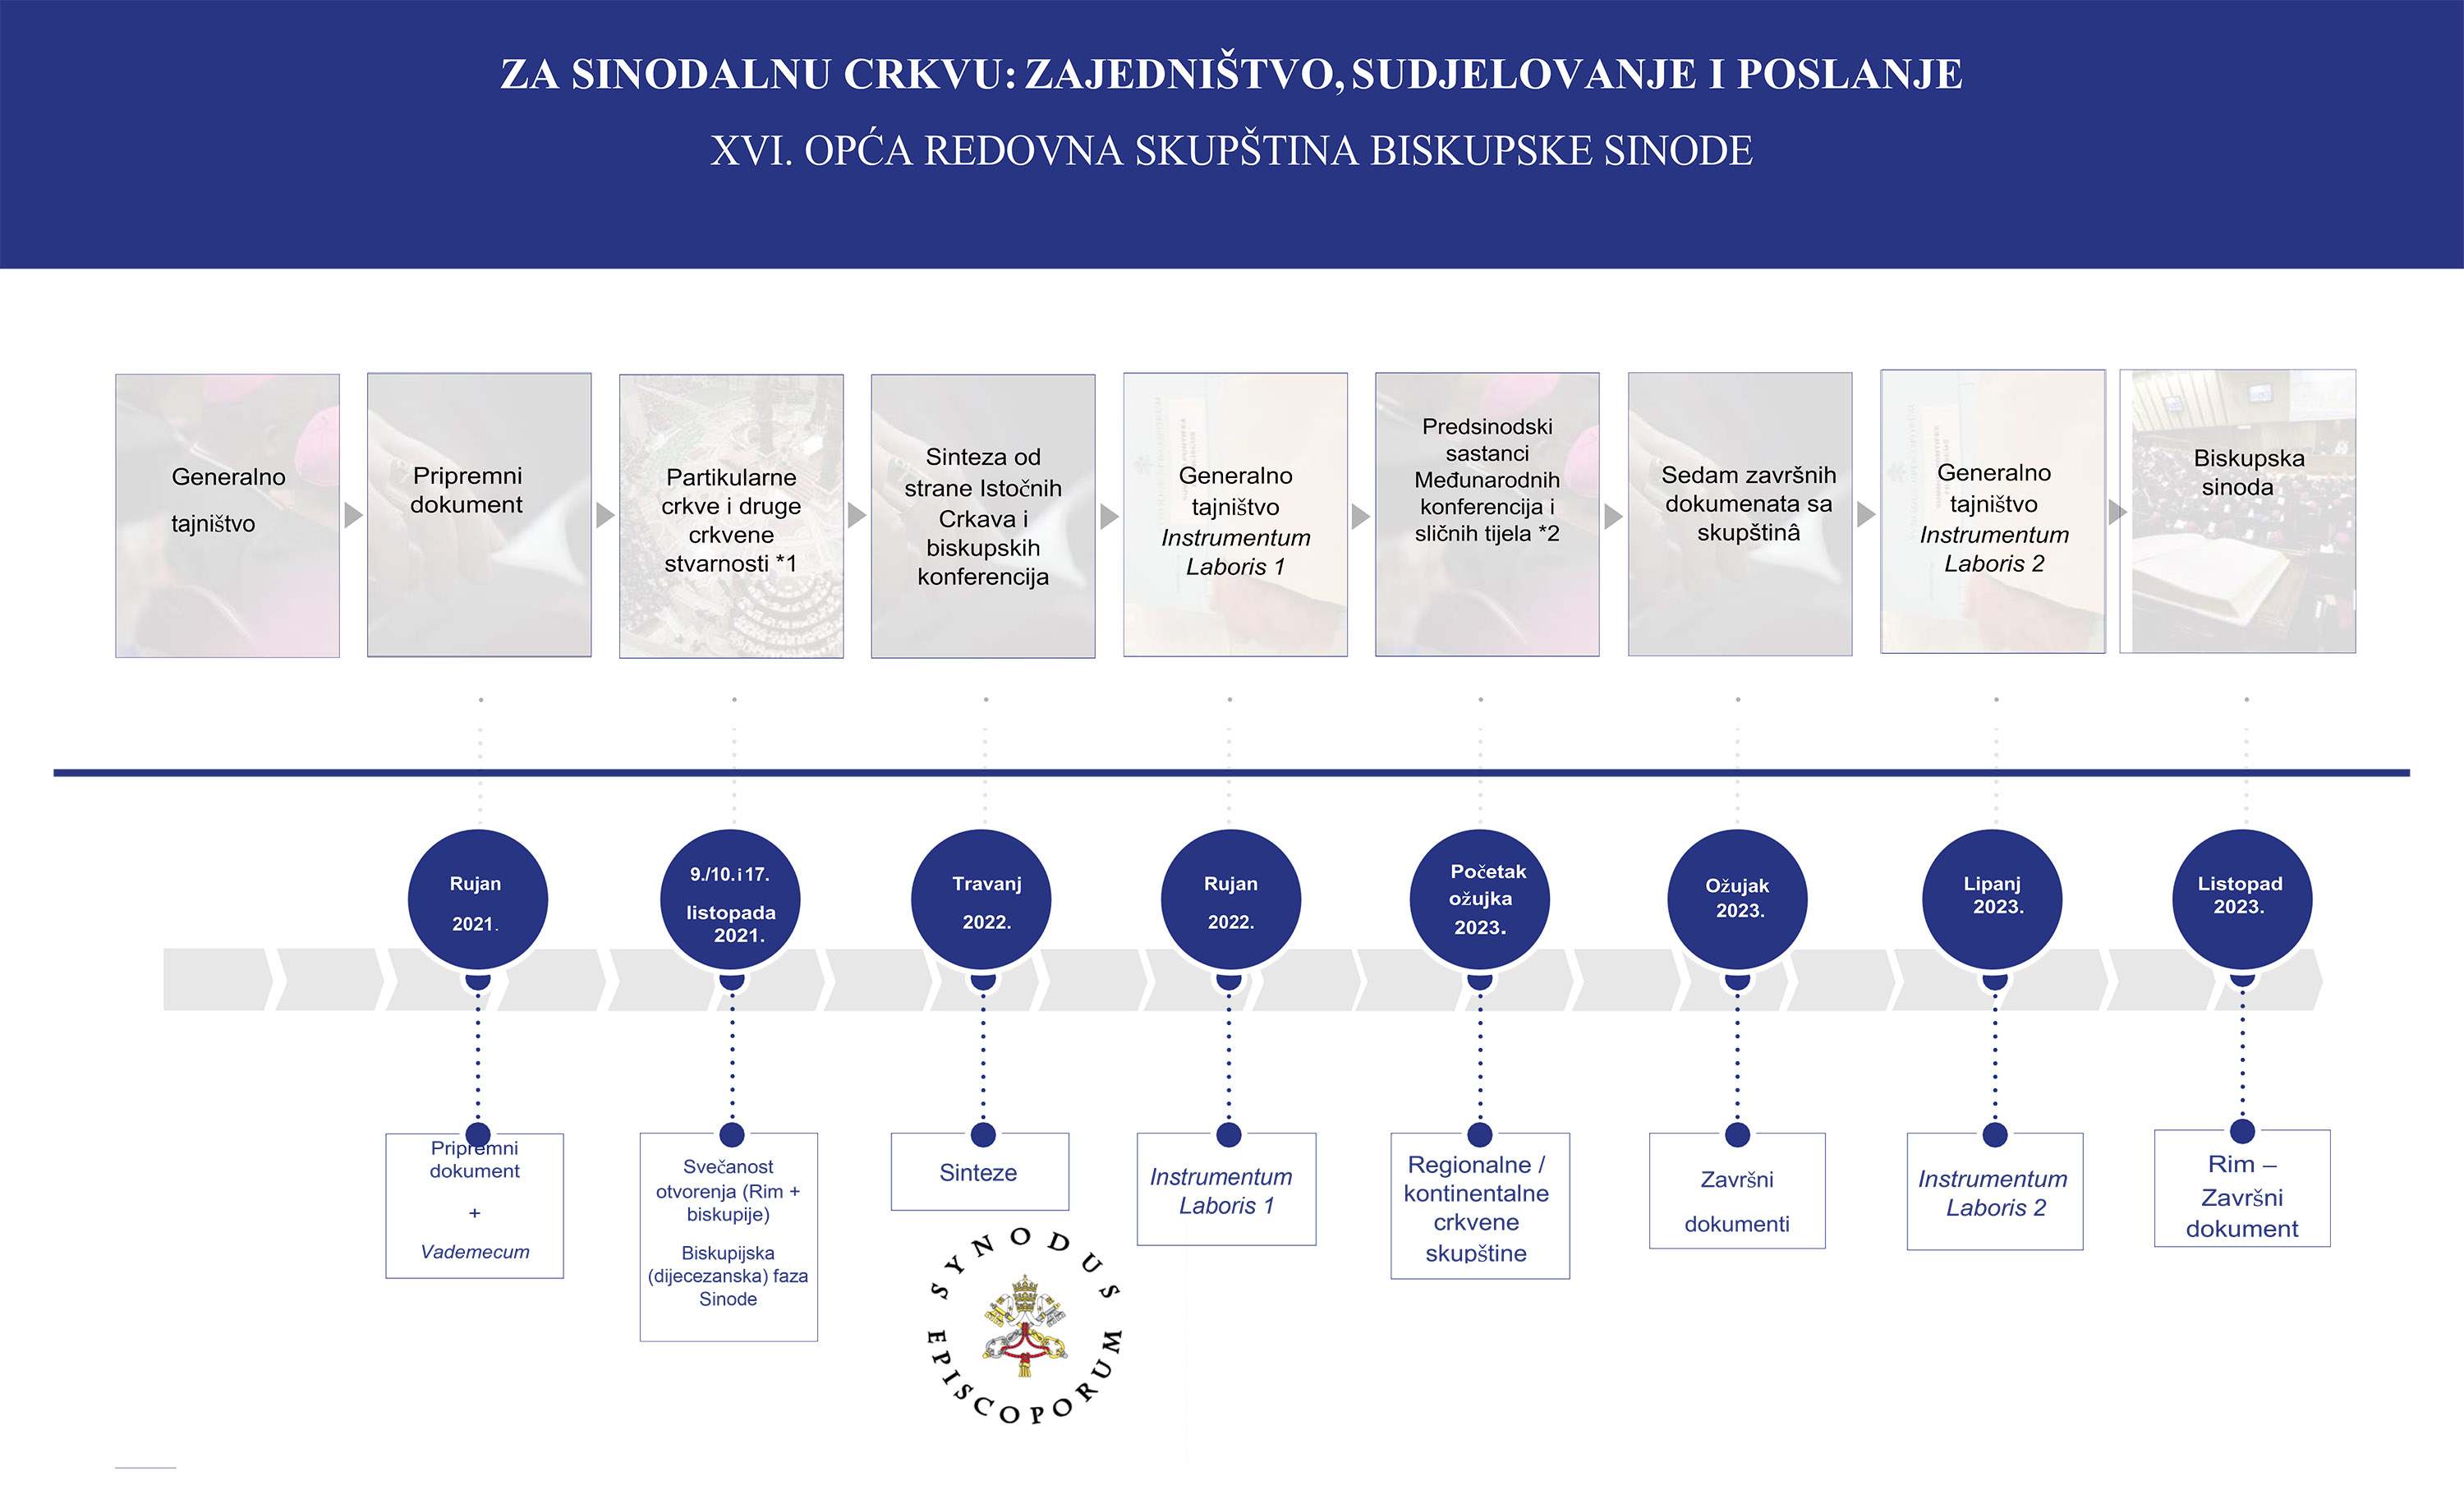 ZA SINODALNU CRKVU: ZAJEDNIŠTVO, SUDJELOVANJE I POSLANJE
XVI. OPĆA REDOVNA SKUPŠTINA BISKUPSKE SINODE
Generalno
tajništvo
Pripremni
dokument
Partikularne
crkve i druge
crkvene
stvarnosti *1
Sinteza od
strane Istočnih
Crkava i
biskupskih
konferencija
Generalno
tajništvo
Instrumentum
Laboris 1
Predsinodski
sastanci
Međunarodnih
konferencija i
sličnih tijela *2
Sedam završnih
dokumenata sa
skupštinâ
Generalno
tajništvo
Instrumentum
Laboris 2
Biskupska
sinoda
Rujan
2021.
9./10. i 17.
listopada
2021.
Travanj
2022.
Rujan
2022.
Početak
ožujka
2023.
Ožujak
2023.
Lipanj
2023.
Listopad
2023.
Pripremni
dokument
+
Vademecum
Svečanost
otvorenja (Rim +
biskupije)
Biskupijska
(dijecezanska) faza
Sinode
Sinteze
Instrumentum
Laboris 1
Regionalne /
kontinentalne
crkvene
skupštine
Završni
dokumenti
Instrumentum
Laboris 2
Rim –
Završni
dokument
SYNODUS
EPISCOPORUM